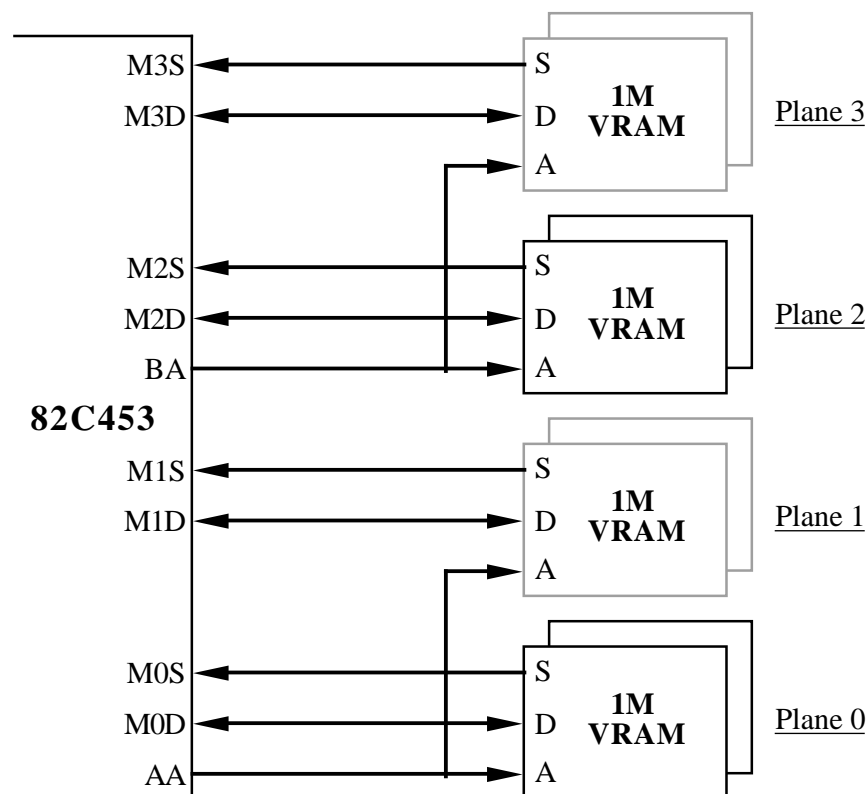 M3S S
1M
VRAM
M3D D Plane 3
A
M2S S
1M
VRAM
M2D D Plane 2
BA A
82C453
M1S S
1M
VRAM
M1D D Plane 1
A
M0S S
1M
VRAM
M0D D Plane 0
AA A